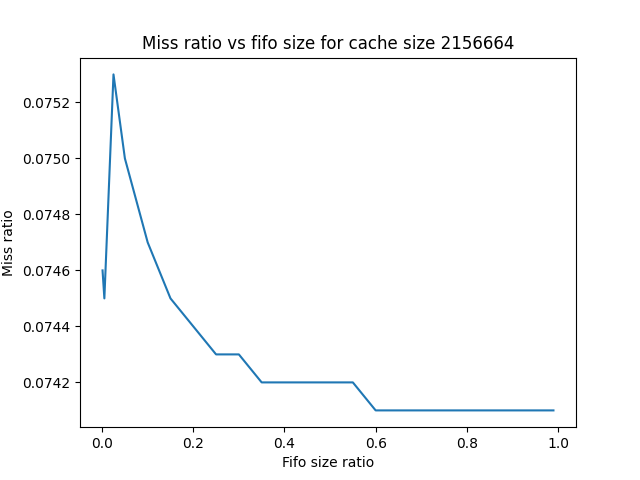 Miss ratio vs fifo size for cache size 2156664
Miss ratio
0.0752
0.0750
0.0748
0.0746
0.0744
0.0742
0.0 0.2 0.4 0.6 0.8 1.0
Fifo size ratio